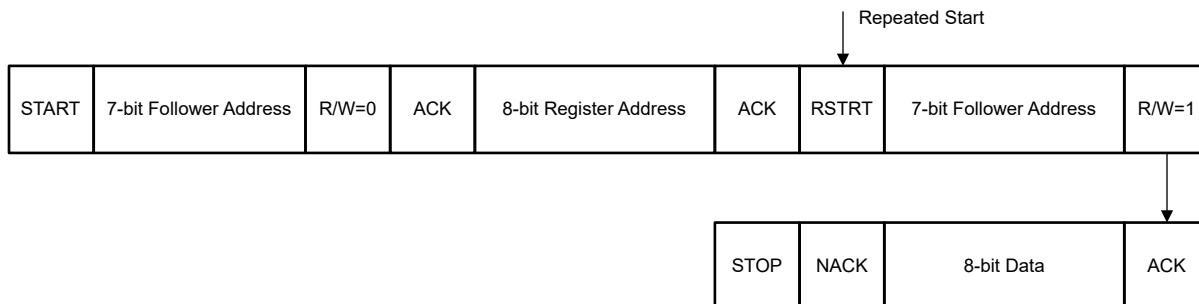 Repeated Start
START 7-bit Follower Address R/W=0 ACK 8-bit Register Address ACK RSTRT 7-bit Follower Address R/W=1
STOP NACK 8-bit Data ACK